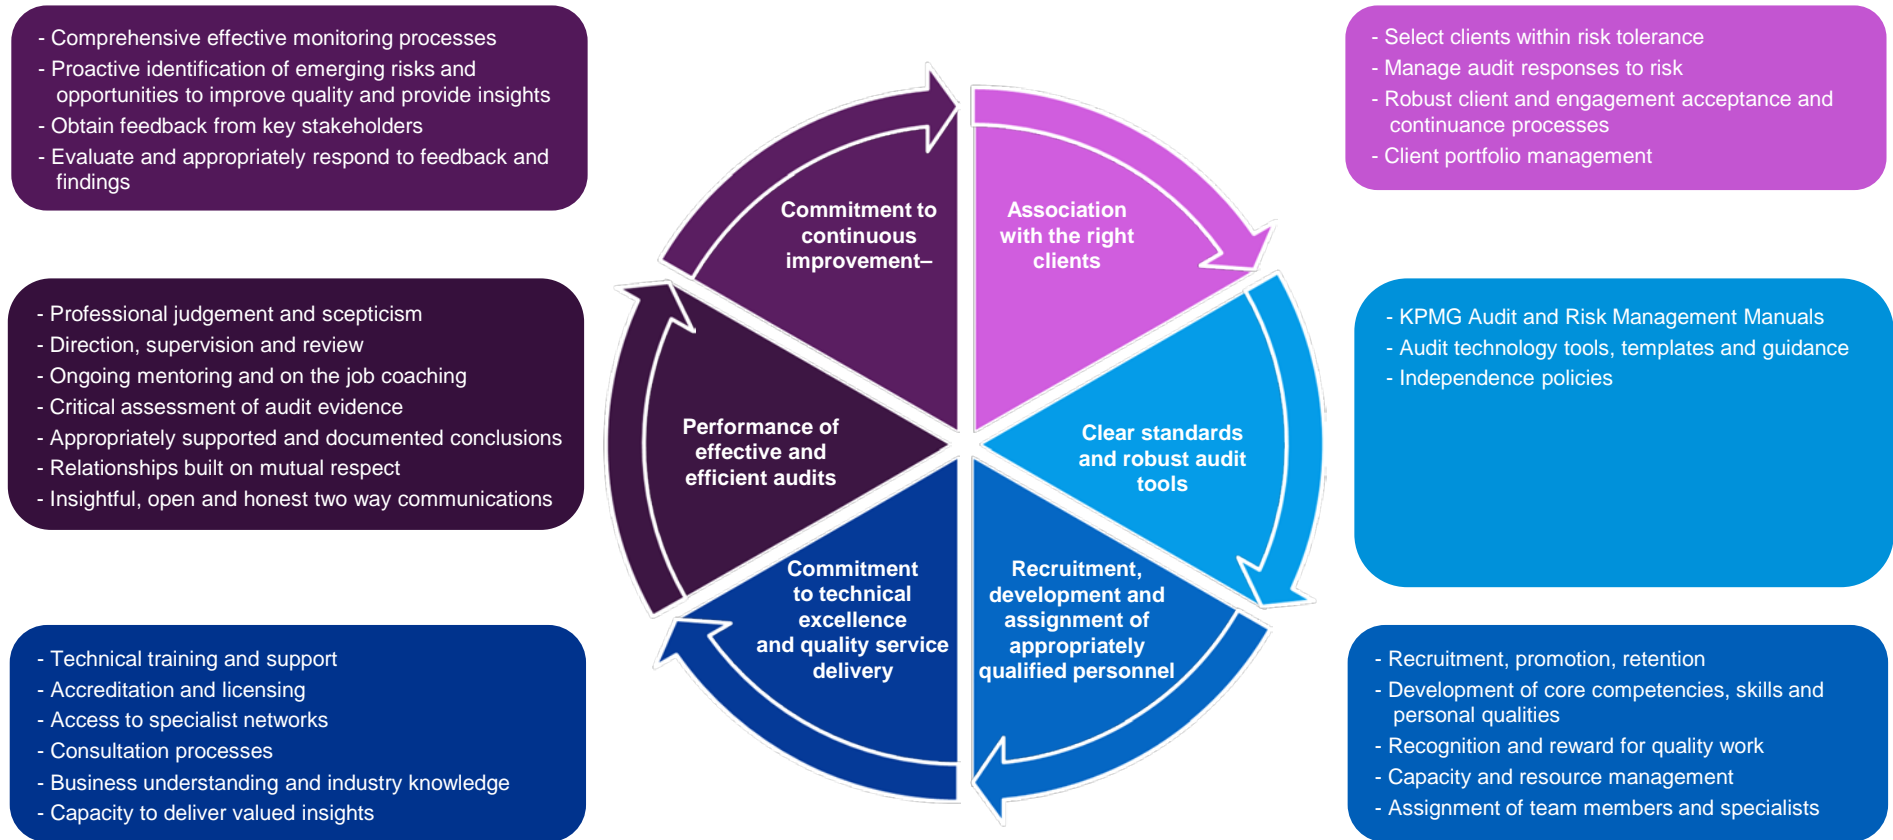 - Comprehensive effective monitoring processes
- Proactive identification of emerging risks and
opportunities to improve quality and provide insights
- Obtain feedback from key stakeholders
- Evaluate and appropriately respond to feedback and
findings
- Select clients within risk tolerance
- Manage audit responses to risk
- Robust client and engagement acceptance and
continuance processes
- Client portfolio management
Commitment to
continuous
improvement–
Association
with the right
clients
- Professional judgement and scepticism
- Direction, supervision and review
- Ongoing mentoring and on the job coaching
- Critical assessment of audit evidence
- Appropriately supported and documented conclusions
- Relationships built on mutual respect
- Insightful, open and honest two way communications
Performance of
effective and
efficient audits
Clear standards
and robust audit
tools
- KPMG Audit and Risk Management Manuals
- Audit technology tools, templates and guidance
- Independence policies
Commitment
to technical
excellence
and quality service
delivery
Recruitment,
development and
assignment of
appropriately
qualified personnel
- Technical training and support
- Accreditation and licensing
- Access to specialist networks
- Consultation processes
- Business understanding and industry knowledge
- Capacity to deliver valued insights
- Recruitment, promotion, retention
- Development of core competencies, skills and
personal qualities
- Recognition and reward for quality work
- Capacity and resource management
- Assignment of team members and specialists